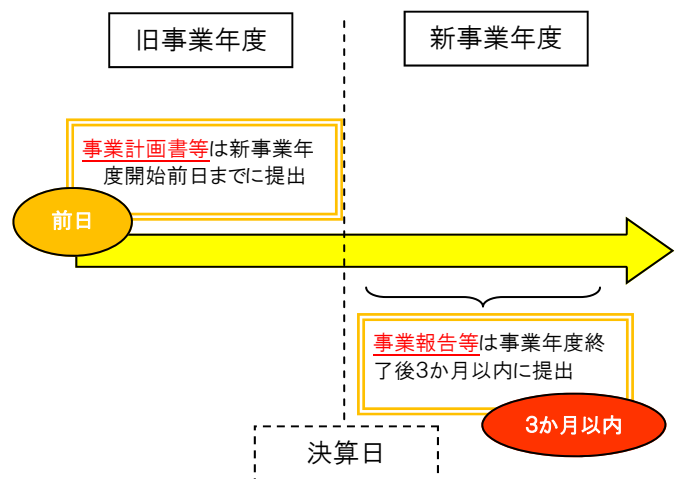 旧事業年度
新事業年度
事業計画書等は新事業年
度開始前日までに提出
前日
事業報告等は事業年度終
了後3か月以内に提出
3か月以内
決算日